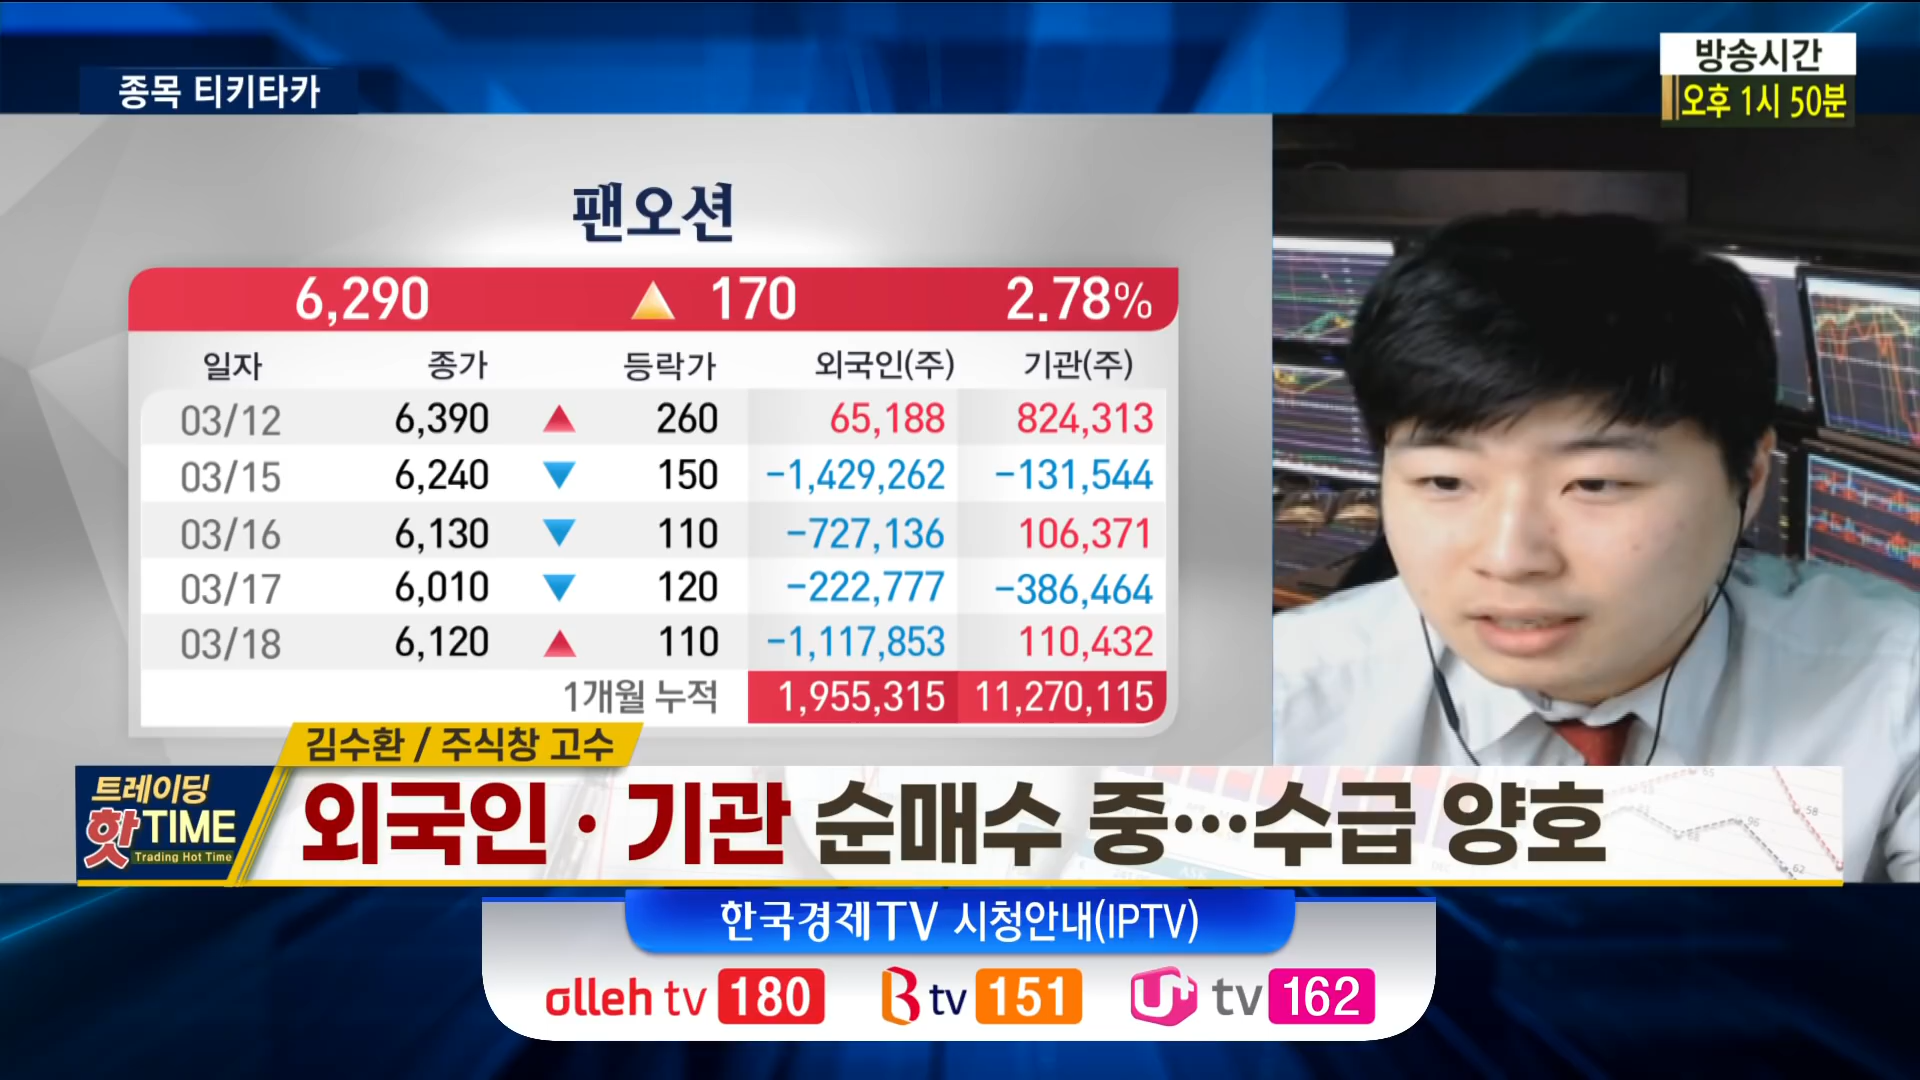 종목 티키타카
방송시간
오후 1시 50분
팬오션
6,290 ▲ 170 2.78%
일자 종가 등락가 외국인(주) 기관(주)
03/12 6,390 ▲ 260 65,188 824,313
03/15 6,240 ▼ 150 -1,429,262 -131,544
03/16 6,130 ▼ 110 -727,136 106,371
03/17 6,010 ▼ 120 -222,777 -386,464
03/18 6,120 ▲ 110 -1,117,853 110,432
1개월 누적 1,955,315 11,270,115
김수환 / 주식창 고수
트레이딩
핫TIME
Trading Hot Time
외국인·기관 순매수 중…수급 양호
한국경제TV 시청안내(IPTV)
olleh tv 180 B tv 151 U+ tv 162